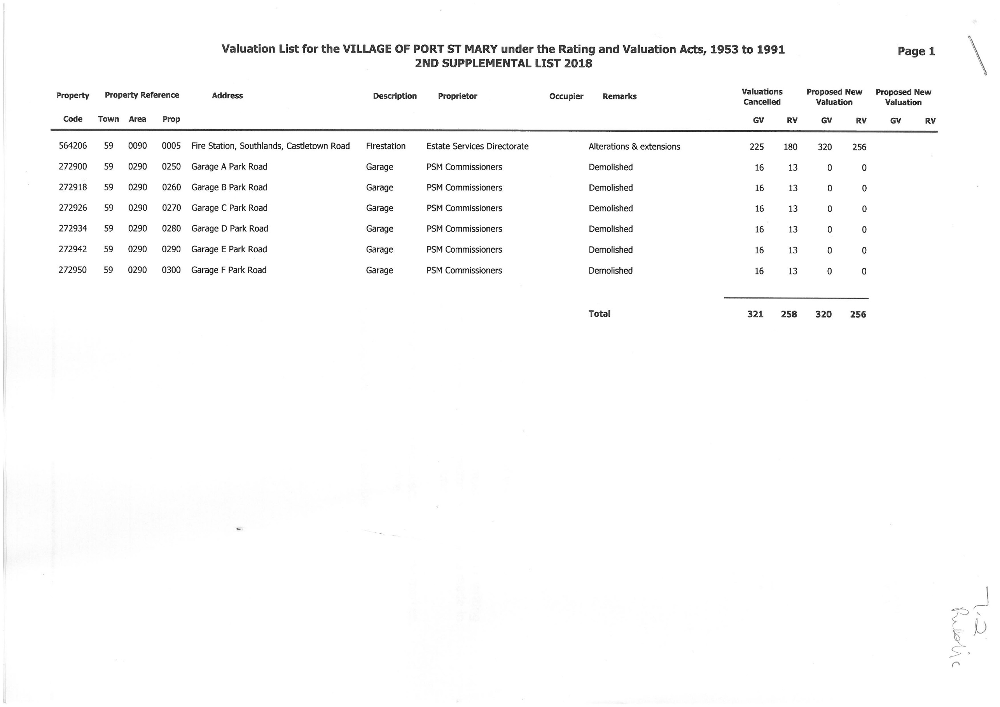 Valuation List for the VILLAGE OF PORT ST MARY under the Rating and Valuation Acts, 1953 to 1991 Page 1
2ND SUPPLEMENTAL LIST 2018
Property Property Reference Address Description Proprietor Occupier Remarks Valuations Cancelled Proposed New Valuation Proposed New Valuation
Code Town Area Prop GV RV GV RV GV RV
564206 59 0090 0005 Fire Station, Southlands, Castletown Road Firestation Estate Services Directorate Alterations & extensions 225 180 320 256
272900 59 0290 0250 Garage A Park Road Garage PSM Commissioners Demolished 16 13 0 0
272918 59 0290 0260 Garage B Park Road Garage PSM Commissioners Demolished 16 13 0 0
272926 59 0290 0270 Garage C Park Road Garage PSM Commissioners Demolished 16 13 0 0
272934 59 0290 0280 Garage D Park Road Garage PSM Commissioners Demolished 16 13 0 0
272942 59 0290 0290 Garage E Park Road Garage PSM Commissioners Demolished 16 13 0 0
272950 59 0290 0300 Garage F Park Road Garage PSM Commissioners Demolished 16 13 0 0
Total 321 258 320 256
7.2
Public